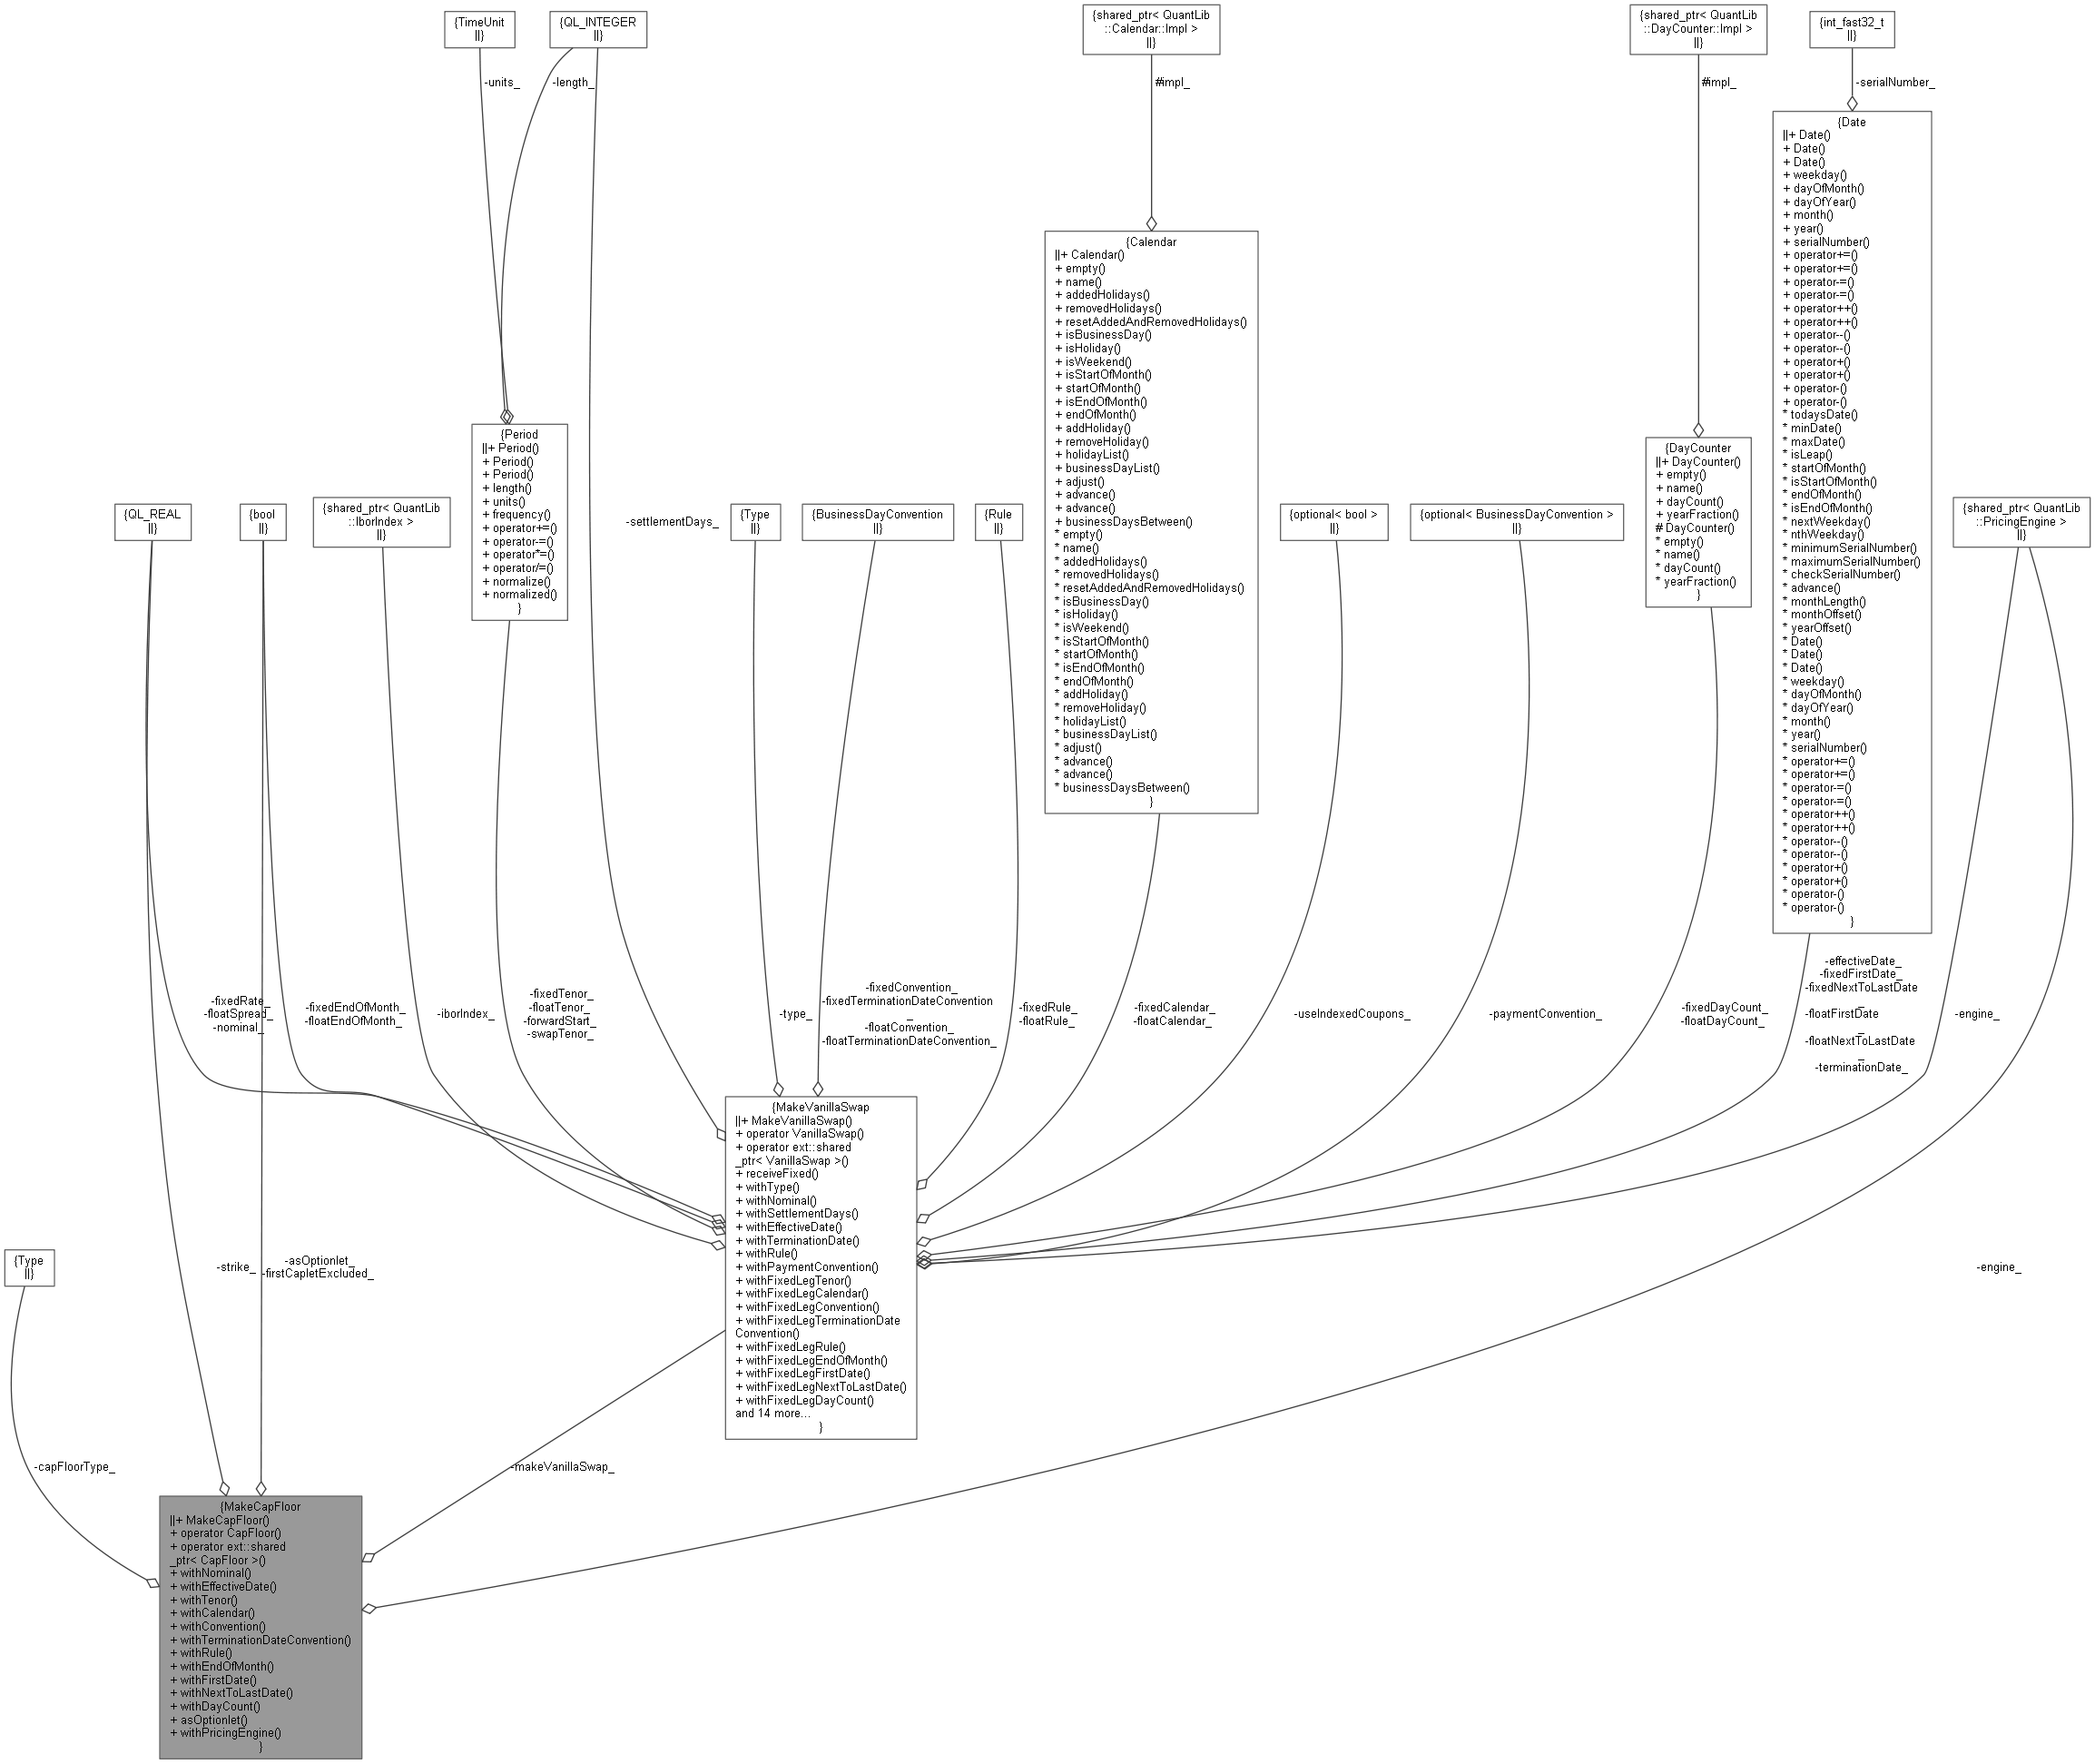 {TimeUnit
||}
{QL_INTEGER
||}
{shared_ptr< QuantLib
::Calendar::Impl >
||}
{shared_ptr< QuantLib
::DayCounter::Impl >
||}
{int_fast32_t
||}
-units_
-length_
#impl_
#impl_
-serialNumber_
{Date
||+ Date()
+ Date()
+ Date()
+ weekday()
+ dayOfMonth()
+ dayOfYear()
+ month()
+ year()
+ serialNumber()
+ operator+=()
+ operator+=()
+ operator-=()
+ operator-=()
+ operator++()
+ operator++()
+ operator--()
+ operator--()
+ operator+()
+ operator+()
+ operator-()
+ operator-()
* todaysDate()
* minDate()
* maxDate()
* isLeap()
* startOfMonth()
* isStartOfMonth()
* endOfMonth()
* isEndOfMonth()
* nextWeekday()
* nthWeekday()
* minimumSerialNumber()
* maximumSerialNumber()
* checkSerialNumber()
* advance()
* monthLength()
* monthOffset()
* yearOffset()
* Date()
* Date()
* Date()
* weekday()
* dayOfMonth()
* dayOfYear()
* month()
* year()
* serialNumber()
* operator+=()
* operator+=()
* operator-=()
* operator-=()
* operator++()
* operator++()
* operator--()
* operator--()
* operator+()
* operator+()
* operator-()
* operator-()
}
{Calendar
||+ Calendar()
+ empty()
+ name()
+ addedHolidays()
+ removedHolidays()
+ resetAddedAndRemovedHolidays()
+ isBusinessDay()
+ isHoliday()
+ isWeekend()
+ isStartOfMonth()
+ startOfMonth()
+ isEndOfMonth()
+ endOfMonth()
+ addHoliday()
+ removeHoliday()
+ holidayList()
+ businessDayList()
+ adjust()
+ advance()
+ advance()
+ businessDaysBetween()
* empty()
* name()
* addedHolidays()
* removedHolidays()
* resetAddedAndRemovedHolidays()
* isBusinessDay()
* isHoliday()
* isWeekend()
* isStartOfMonth()
* startOfMonth()
* isEndOfMonth()
* endOfMonth()
* addHoliday()
* removeHoliday()
* holidayList()
* businessDayList()
* adjust()
* advance()
* advance()
* businessDaysBetween()
}
{Period
||+ Period()
+ Period()
+ Period()
+ length()
+ units()
+ frequency()
+ operator+=()
+ operator-=()
+ operator*=()
+ operator/=()
+ normalize()
+ normalized()
}
{DayCounter
||+ DayCounter()
+ empty()
+ name()
+ dayCount()
+ yearFraction()
# DayCounter()
* empty()
* name()
* dayCount()
* yearFraction()
}
{QL_REAL
||}
{bool
||}
{shared_ptr< QuantLib
::IborIndex >
||}
-settlementDays_
{Type
||}
{BusinessDayConvention
||}
{Rule
||}
{optional< bool >
||}
{optional< BusinessDayConvention >
||}
{shared_ptr< QuantLib
::PricingEngine >
||}
-fixedRate_
-floatSpread_
-nominal_
-fixedEndOfMonth_
-floatEndOfMonth_
-iborIndex_
-fixedTenor_
-floatTenor_
-forwardStart_
-swapTenor_
-type_
-fixedConvention_
-fixedTerminationDateConvention
_
-floatConvention_
-floatTerminationDateConvention_
-fixedRule_
-floatRule_
-fixedCalendar_
-floatCalendar_
-useIndexedCoupons_
-paymentConvention_
-fixedDayCount_
-floatDayCount_
-effectiveDate_
-fixedFirstDate_
-fixedNextToLastDate
_
-floatFirstDate
_
-floatNextToLastDate
_
-terminationDate_
-engine_
{MakeVanillaSwap
||+ MakeVanillaSwap()
+ operator VanillaSwap()
+ operator ext::shared
_ptr< VanillaSwap >()
+ receiveFixed()
+ withType()
+ withNominal()
+ withSettlementDays()
+ withEffectiveDate()
+ withTerminationDate()
+ withRule()
+ withPaymentConvention()
+ withFixedLegTenor()
+ withFixedLegCalendar()
+ withFixedLegConvention()
+ withFixedLegTerminationDate
Convention()
+ withFixedLegRule()
+ withFixedLegEndOfMonth()
+ withFixedLegFirstDate()
+ withFixedLegNextToLastDate()
+ withFixedLegDayCount()
and 14 more...
}
{Type
||}
-strike_
-asOptionlet_
-firstCapletExcluded_
-engine_
-capFloorType_
-makeVanillaSwap_
{MakeCapFloor
||+ MakeCapFloor()
+ operator CapFloor()
+ operator ext::shared
_ptr< CapFloor >()
+ withNominal()
+ withEffectiveDate()
+ withTenor()
+ withCalendar()
+ withConvention()
+ withTerminationDateConvention()
+ withRule()
+ withEndOfMonth()
+ withFirstDate()
+ withNextToLastDate()
+ withDayCount()
+ asOptionlet()
+ withPricingEngine()
}